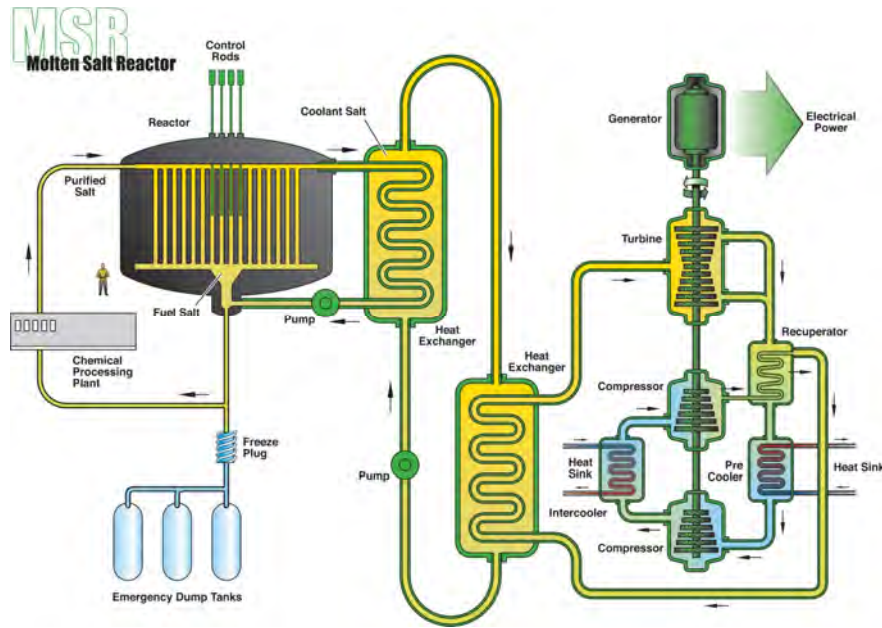 MSR
Molten Salt Reactor
Control
Rods
Reactor
Coolant Salt
Purified Salt
Fuel Salt
Pump
Chemical
Processing
Plant
Freeze
Plug
Emergency Dump Tanks
Heat
Exchanger
Pump
Heat
Exchanger
Generator
Electrical
Power
Turbine
Recuperator
Compressor
Heat
Sink
Pre
Cooler
Heat Sink
Intercooler
Compressor